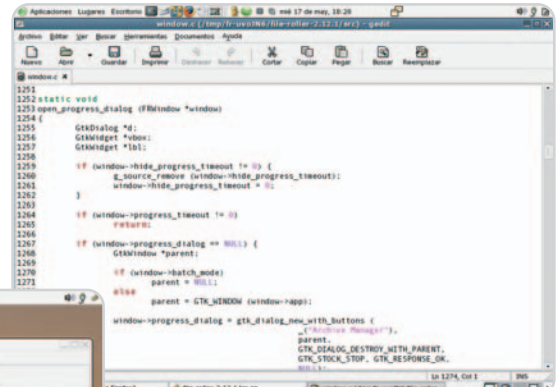 Aplicaciones Lugares Escritorio mié 17 de may, 18:28
window.c (/tmp/fr-uvoJN6/file-roller-2.12.1/src) - gedit
Archivo Editar Ver Buscar Herramientas Documentos Ayuda
Nuevo Abrir Guardar Imprimir Deshacer Rehacer Cortar Copiar Pegar Buscar Reemplazar
window.c
1251
1252 static void
1253 open_progress_dialog (FRWindow *window)
1254 {
1255 GtkDialog *d;
1256 GtkWidget *vbox;
1257 GtkWidget *lbl;
1258
1259 if (window->hide_progress_timeout != 0) {
1260 g_source_remove (window->hide_progress_timeout);
1261 window->hide_progress_timeout = 0;
1262 }
1263
1264 if (window->progress_timeout != 0)
1265 return;
1266
1267 if (window->progress_dialog == NULL) {
1268 GtkWindow *parent;
1269
1270 if (window->batch_mode)
1271 parent = NULL;
else
parent = GTK_WINDOW (window->app);
window->progress_dialog = gtk_dialog_new_with_buttons (
_("Archive Manager"),
parent,
GTK_DIALOG_DESTROY_WITH_PARENT,
GTK_STOCK_STOP, GTK_RESPONSE_OK,
NULL);
Ln 1274, Col 1 INS